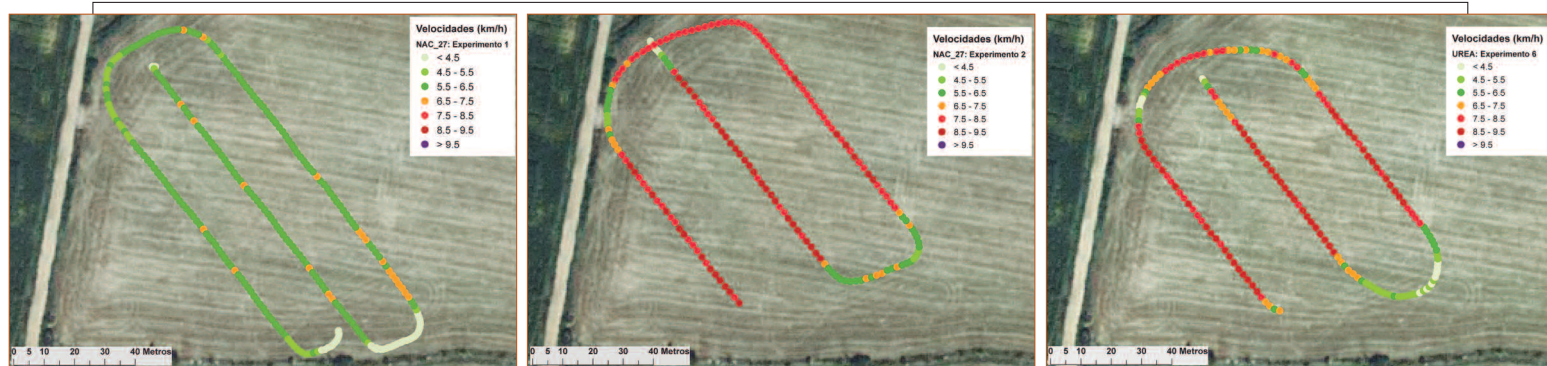 Velocidades (km/h)
NAC_27: Experimento 1
< 4.5
4.5 - 5.5
5.5 - 6.5
6.5 - 7.5
7.5 - 8.5
8.5 - 9.5
> 9.5
0 5 10 20 30 40 Metros
Velocidades (km/h)
NAC_27: Experimento 2
< 4.5
4.5 - 5.5
5.5 - 6.5
6.5 - 7.5
7.5 - 8.5
8.5 - 9.5
> 9.5
0 5 10 20 30 40 Metros
Velocidades (km/h)
UREA: Experimento 6
< 4.5
4.5 - 5.5
5.5 - 6.5
6.5 - 7.5
7.5 - 8.5
8.5 - 9.5
> 9.5
0 5 10 20 30 40 Metros